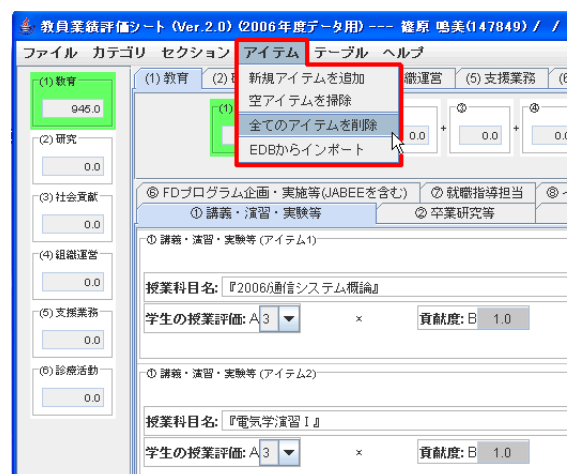 教員業績評価シート (Ver.2.0) (2006年度データ用) --- 篠原 鳴美(147849) / /
ファイル カテゴリ セクション アイテム テーブル ヘルプ
(1) 教育
945.0
(2) 研究
0.0
(3) 社会貢献
0.0
(4) 組織運営
0.0
(5) 支援業務
0.0
(6) 診療活動
0.0
(1) 教育 (2) 織運営 (5) 支援業務 (6
新規アイテムを追加
空アイテムを掃除
全てのアイテムを削除
EDBからインポート
(1)
0.0 + ③ 0.0 + ④ 0.0
⑥ FDプログラム企画・実施等(JABEEを含む) ⑦ 就職指導担当 ⑧
① 講義・演習・実験等 ② 卒業研究等
① 講義・演習・実験等 (アイテム1)
授業科目名: 『2006/通信システム概論』
学生の授業評価: A 3 × 貢献度: B 1.0
① 講義・演習・実験等 (アイテム2)
授業科目名: 『電気学演習Ⅰ』
学生の授業評価: A 3 × 貢献度: B 1.0